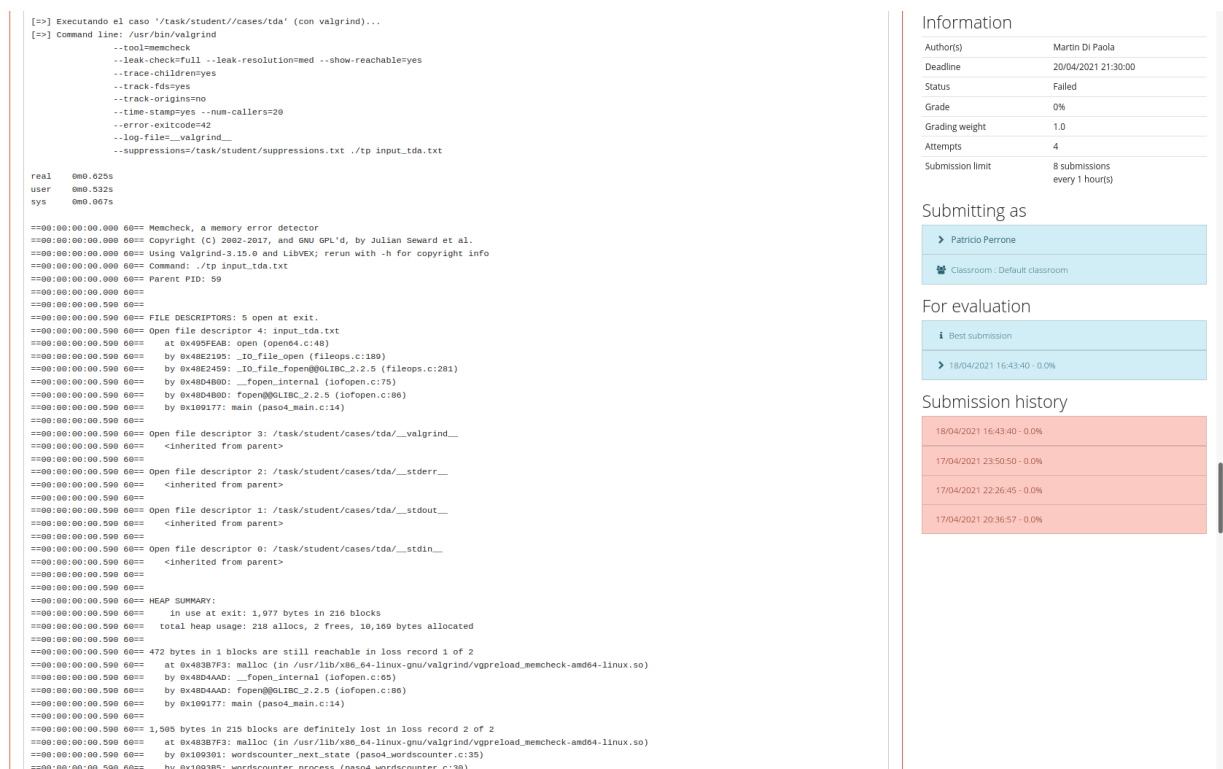 [=>] Executando el caso '/task/student//cases/tda' (con valgrind)...
[=>] Command line: /usr/bin/valgrind
--tool=memcheck
--leak-check=full --leak-resolution=med --show-reachable=yes
--trace-children=yes
--track-fds=yes
--track-origins=no
--time-stamp=yes --num-callers=20
--error-exitcode=42
--log-file=__valgrind__
--suppressions=/task/student/suppressions.txt ./tp input_tda.txt
real 0m0.625s
user 0m0.532s
sys 0m0.067s
==00:00:00:00.000 60== Memcheck, a memory error detector
==00:00:00:00.000 60== Copyright (C) 2002-2017, and GNU GPL'd, by Julian Seward et al.
==00:00:00:00.000 60== Using Valgrind-3.15.0 and LibVEX; rerun with -h for copyright info
==00:00:00:00.000 60== Command: ./tp input_tda.txt
==00:00:00:00.000 60== Parent PID: 59
==00:00:00:00.000 60==
==00:00:00:00.590 60==
==00:00:00:00.590 60== FILE DESCRIPTORS: 5 open at exit.
==00:00:00:00.590 60== Open file descriptor 4: input_tda.txt
==00:00:00:00.590 60== at 0x495FEAB: open (open64.c:48)
==00:00:00:00.590 60== by 0x48E2195: _IO_file_open (fileops.c:189)
==00:00:00:00.590 60== by 0x48E2459: _IO_file_fopen@@GLIBC_2.2.5 (fileops.c:281)
==00:00:00:00.590 60== by 0x48D4B0D: __fopen_internal (iofopen.c:75)
==00:00:00:00.590 60== by 0x48D4B0D: fopen@@GLIBC_2.2.5 (iofopen.c:86)
==00:00:00:00.590 60== by 0x109177: main (paso4_main.c:14)
==00:00:00:00.590 60==
==00:00:00:00.590 60== Open file descriptor 3: /task/student/cases/tda/__valgrind__
==00:00:00:00.590 60== <inherited from parent>
==00:00:00:00.590 60==
==00:00:00:00.590 60== Open file descriptor 2: /task/student/cases/tda/__stderr__
==00:00:00:00.590 60== <inherited from parent>
==00:00:00:00.590 60==
==00:00:00:00.590 60== Open file descriptor 1: /task/student/cases/tda/__stdout__
==00:00:00:00.590 60== <inherited from parent>
==00:00:00:00.590 60==
==00:00:00:00.590 60== Open file descriptor 0: /task/student/cases/tda/__stdin__
==00:00:00:00.590 60== <inherited from parent>
==00:00:00:00.590 60==
==00:00:00:00.590 60==
==00:00:00:00.590 60== HEAP SUMMARY:
==00:00:00:00.590 60== in use at exit: 1,977 bytes in 216 blocks
==00:00:00:00.590 60== total heap usage: 218 allocs, 2 frees, 10,169 bytes allocated
==00:00:00:00.590 60==
==00:00:00:00.590 60== 472 bytes in 1 blocks are still reachable in loss record 1 of 2
==00:00:00:00.590 60== at 0x483B7F3: malloc (in /usr/lib/x86_64-linux-gnu/valgrind/vgpreload_memcheck-amd64-linux.so)
==00:00:00:00.590 60== by 0x48D4AAD: __fopen_internal (iofopen.c:65)
==00:00:00:00.590 60== by 0x48D4AAD: fopen@@GLIBC_2.2.5 (iofopen.c:86)
==00:00:00:00.590 60== by 0x109177: main (paso4_main.c:14)
==00:00:00:00.590 60==
==00:00:00:00.590 60== 1,505 bytes in 215 blocks are definitely lost in loss record 2 of 2
==00:00:00:00.590 60== at 0x483B7F3: malloc (in /usr/lib/x86_64-linux-gnu/valgrind/vgpreload_memcheck-amd64-linux.so)
==00:00:00:00.590 60== by 0x109301: wordscounter_next_state (paso4_wordscounter.c:35)
==00:00:00:00.590 60== by 0x1093B5: wordscounter_process (paso4_wordscounter.c:30)
Information
Author(s) Martin Di Paola
Deadline 20/04/2021 21:30:00
Status Failed
Grade 0%
Grading weight 1.0
Attempts 4
Submission limit 8 submissions
every 1 hour(s)
Submitting as
Patricio Perrone
Classroom : Default classroom
For evaluation
Best submission
18/04/2021 16:43:40 - 0.0%
Submission history
18/04/2021 16:43:40 - 0.0%
17/04/2021 23:50:50 - 0.0%
17/04/2021 22:26:45 - 0.0%
17/04/2021 20:36:57 - 0.0%